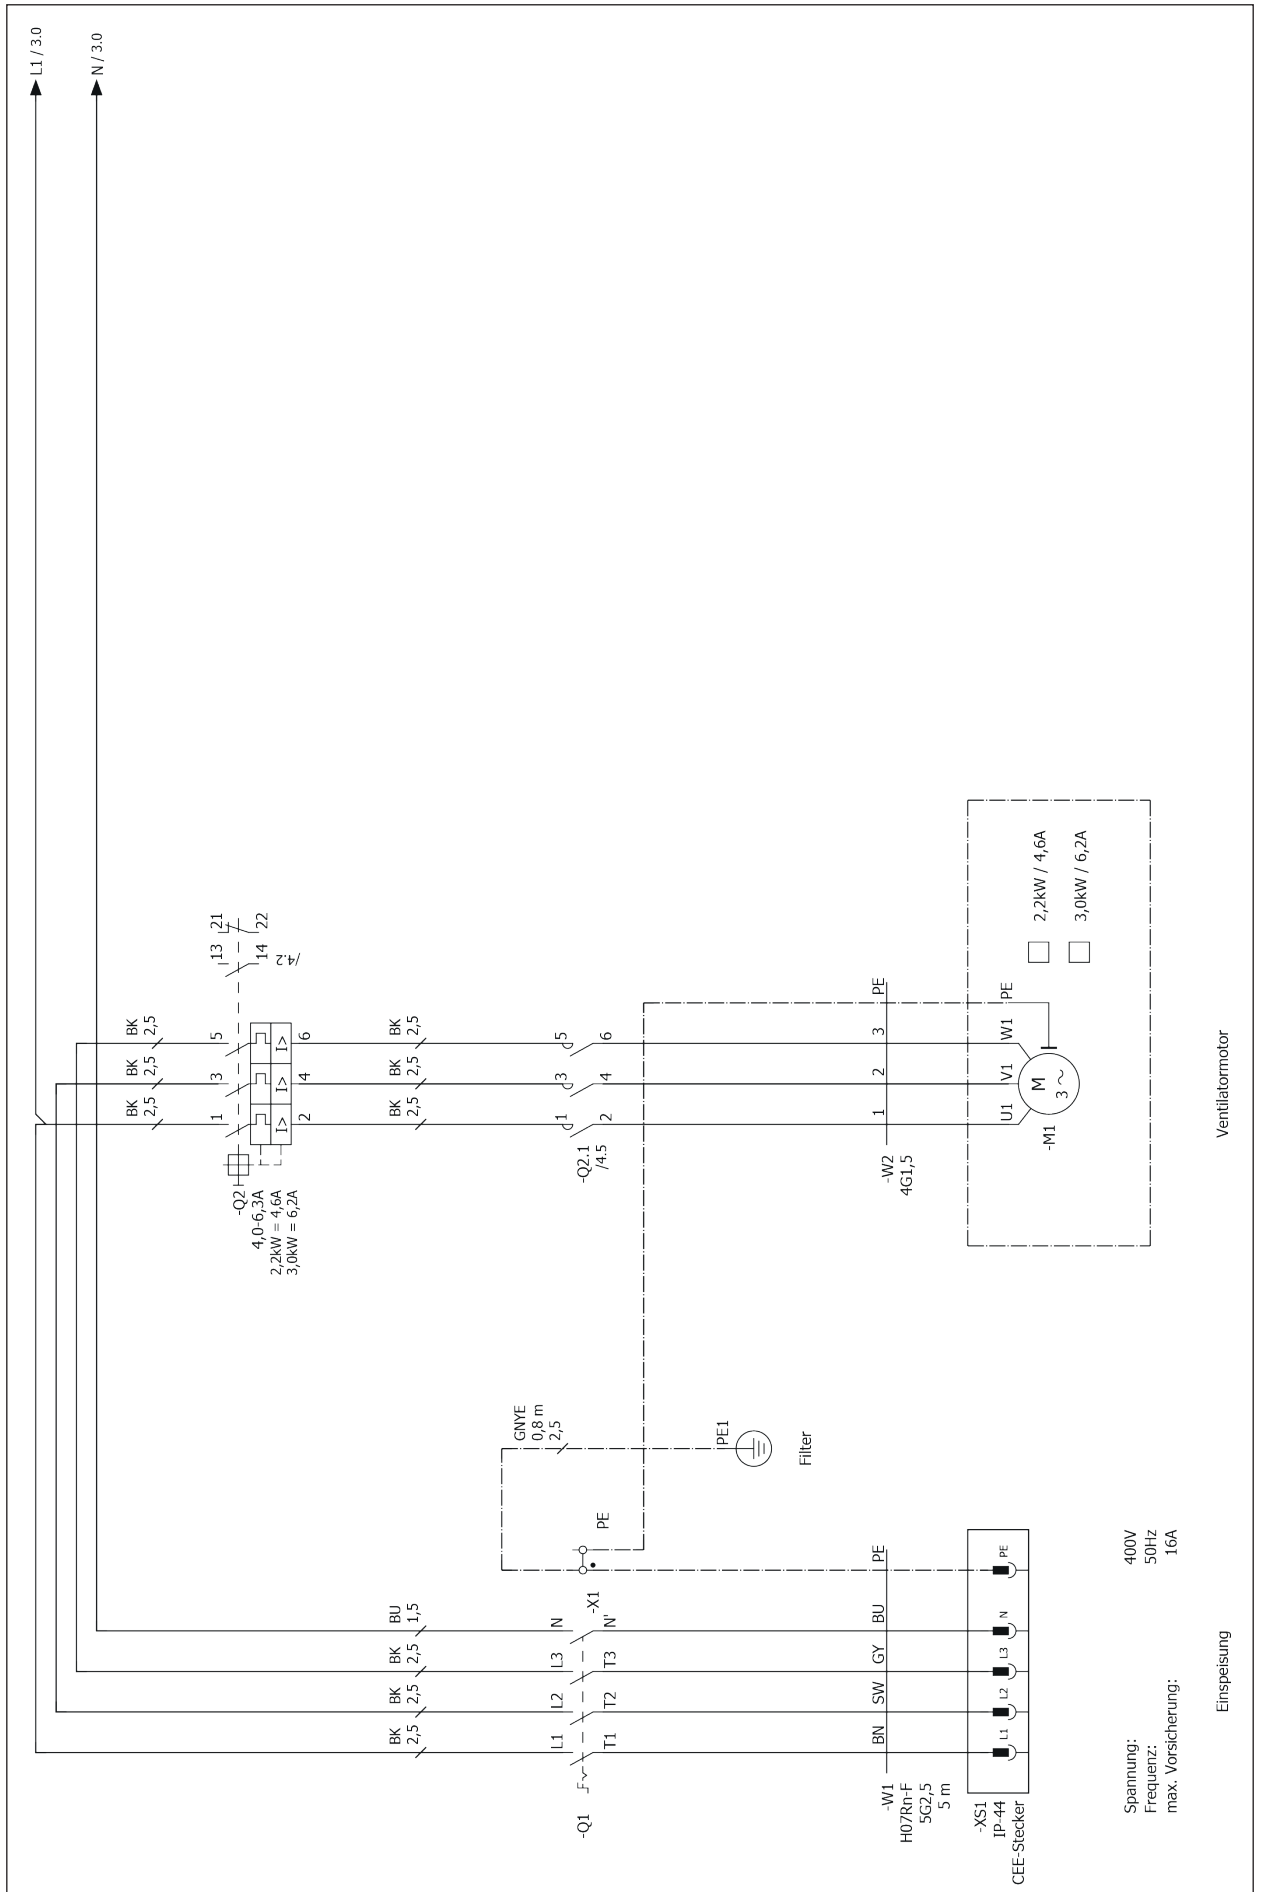 L1 / 3.0
N / 3.0
BK
2,5
BK
2,5
BK
2,5
1
3
5
13
21
14
22
/4.2
2
4
6
-Q2
4,0-6,3A
2,2kW = 4,6A
3,0kW = 6,2A
I>
I>
I>
BK
2,5
BK
2,5
BK
2,5
BK
2,5
BK
2,5
BK
2,5
BU
1,5
GNYE
0,8 m
2,5
L1
L2
L3
N
-Q1
T1
T2
T3
N'
-X1
PE
1
3
5
-Q2.1
/4.5
2
4
6
PE1
Filter
-W1
H07Rn-F
5G2,5
5 m
BN
SW
GY
BU
PE
-W2
4G1,5
1
2
3
PE
-XS1
IP-44
CEE-Stecker
L1
L2
L3
N
PE
U1
V1
W1
PE
-M1
M
3 ~
2,2kW / 4,6A
3,0kW / 6,2A
Spannung: 400V
Frequenz: 50Hz
max. Vorsicherung: 16A
Einspeisung
Ventilatormotor